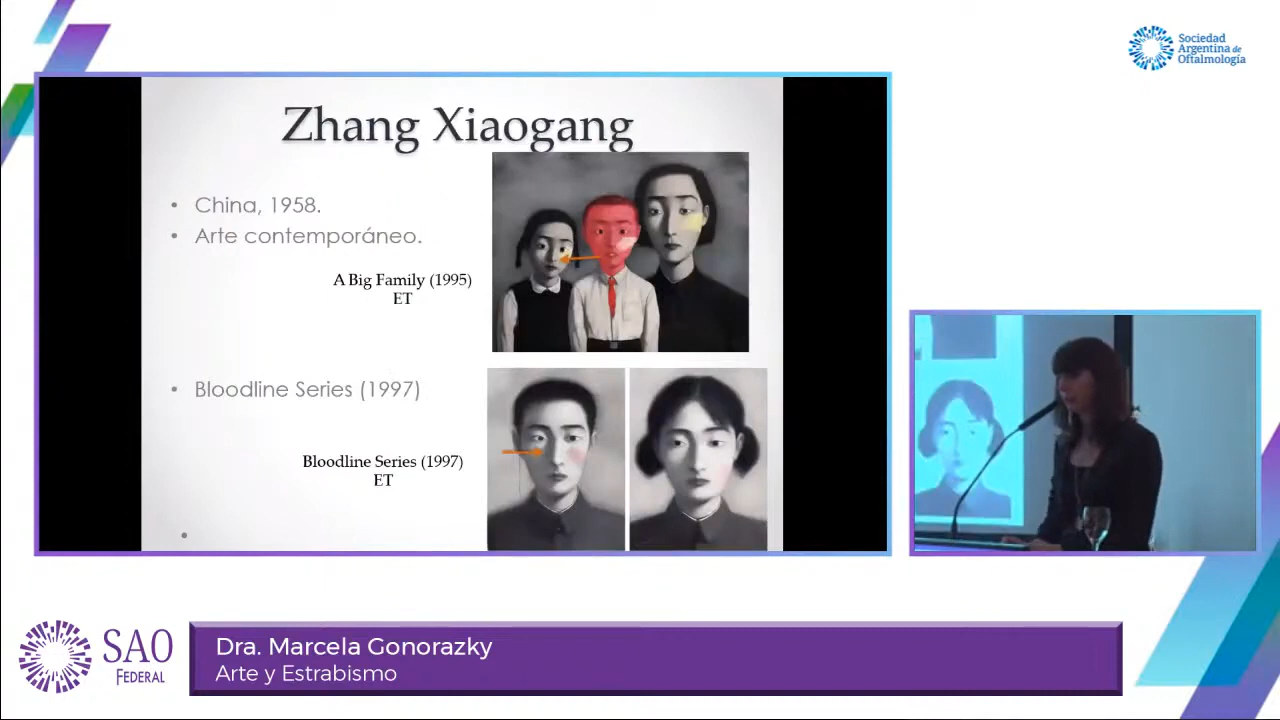 Sociedad
Argentina de
Oftalmología
Zhang Xiaogang
• China, 1958.
• Arte contemporáneo.
A Big Family (1995)
ET
• Bloodline Series (1997)
Bloodline Series (1997)
ET
•
SAO
FEDERAL
Dra. Marcela Gonorazky
Arte y Estrabismo